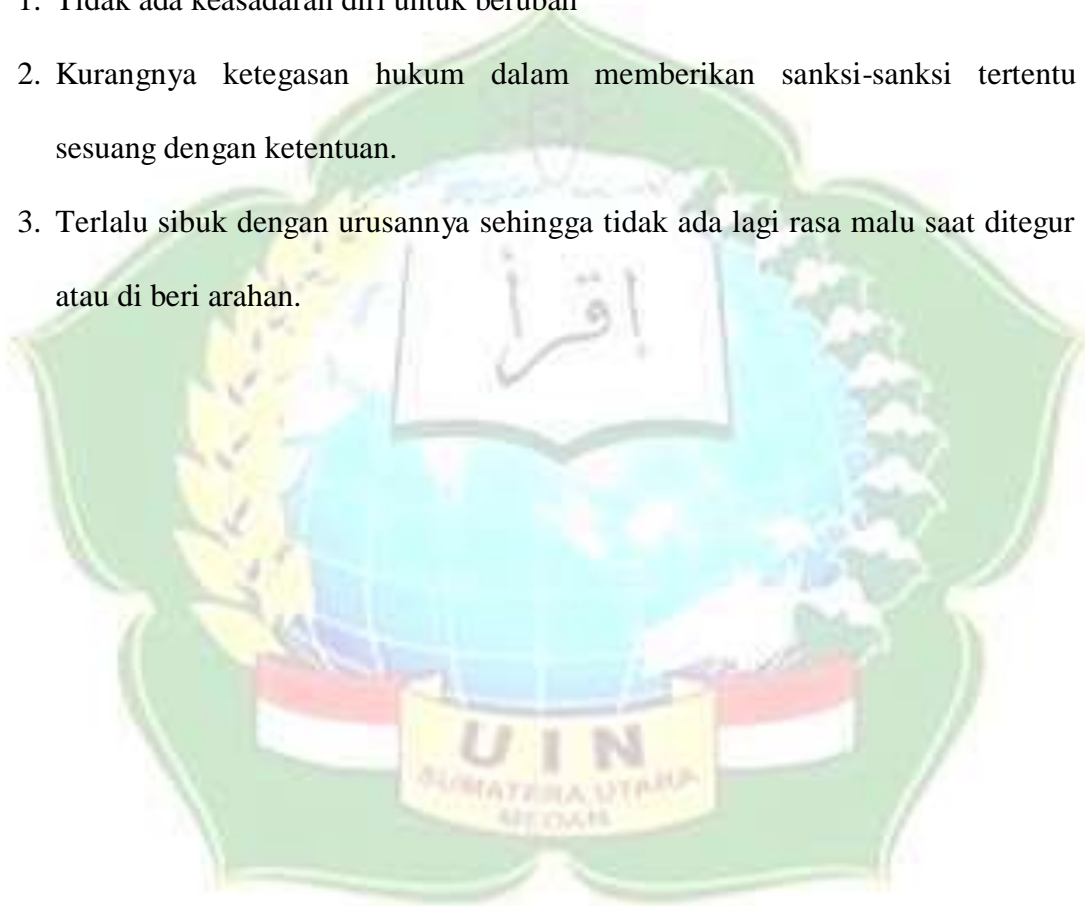 1. Tidak ada keasadaran diri untuk berubah
2. Kurangnya ketegasan hukum dalam memberikan sanksi-sanksi tertentu
sesuang dengan ketentuan.
3. Terlalu sibuk dengan urusannya sehingga tidak ada lagi rasa malu saat ditegur
atau di beri arahan.
اقرأ
UIN
SUMATERA UTARA
MEDAN